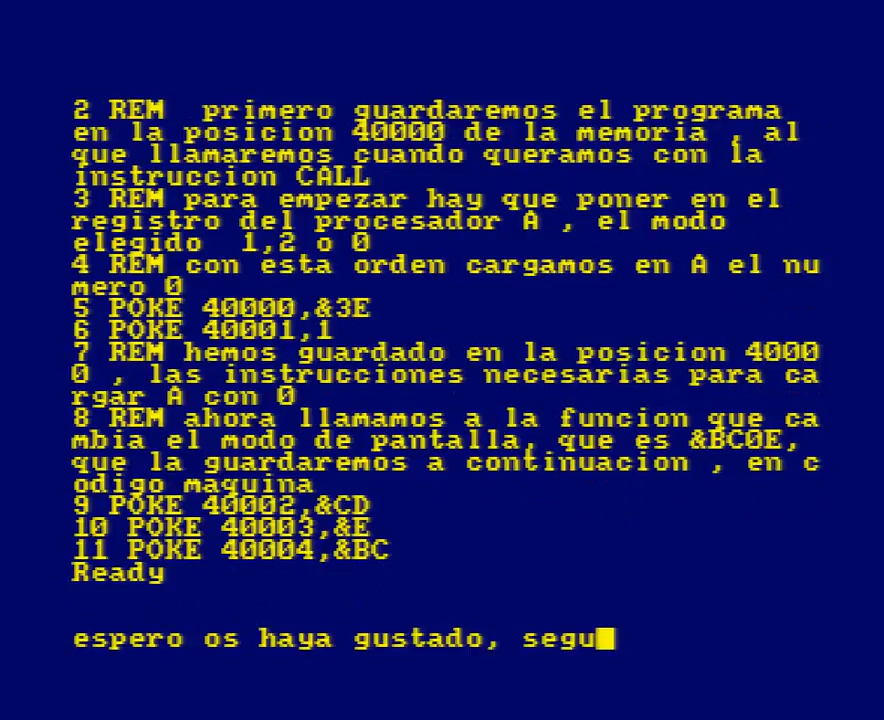 2 REM  primero guardaremos el programa
en la posicion 40000 de la memoria , al
que llamaremos cuando queramos con la
instruccion CALL
3 REM para empezar hay que poner en el
registro del procesador A , el modo
elegido  1,2 o 0
4 REM con esta orden cargamos en A el nu
mero 0
5 POKE 40000,&3E
6 POKE 40001,1
7 REM hemos guardado en la posicion 4000
0 , las instrucciones necesarias para ca
rgar A con 0
8 REM ahora llamamos a la funcion que ca
mbia el modo de pantalla, que es &BC0E,
que la guardaremos a continuacion , en c
odigo maquina
9 POKE 40002,&CD
10 POKE 40003,&E
11 POKE 40004,&BC
Ready
espero os haya gustado, segu